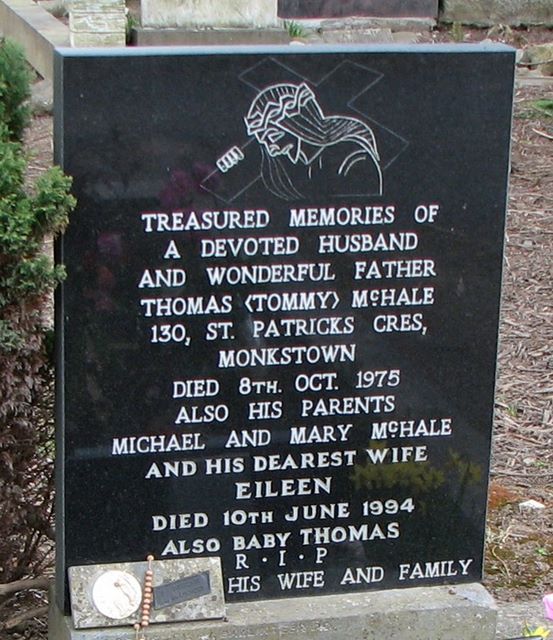 TREASURED MEMORIES OF
A DEVOTED HUSBAND
AND WONDERFUL FATHER
THOMAS (TOMMY) McHALE
130, ST. PATRICKS CRES,
MONKSTOWN
DIED 8TH. OCT. 1975
ALSO HIS PARENTS
MICHAEL AND MARY McHALE
AND HIS DEAREST WIFE
EILEEN
DIED 10TH JUNE 1994
ALSO BABY THOMAS
R · I · P
HIS WIFE AND FAMILY